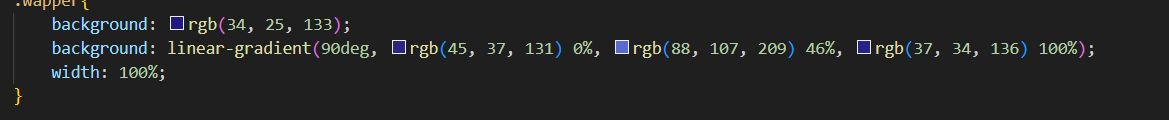 .wapper{
background: rgb(34, 25, 133);
background: linear-gradient(90deg, rgb(45, 37, 131) 0%, rgb(88, 107, 209) 46%, rgb(37, 34, 136) 100%);
width: 100%;
}